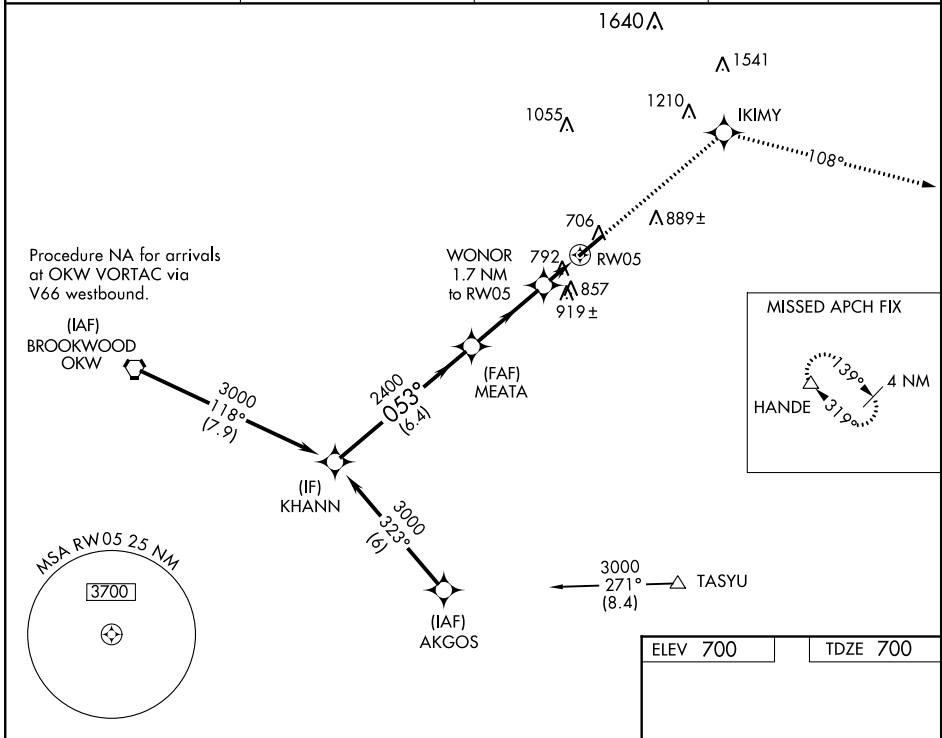 1640
1541
1210
1055
IKIMY
108°
889±
706
RW05
WONOR
1.7 NM
to RW05
792
857
919±
Procedure NA for arrivals
at OKW VORTAC via
V66 westbound.
(IAF)
BROOKWOOD
OKW
3000
118°
(7.9)
2400
053°
(6.4)
(FAF)
MEATA
(IF)
KHANN
3000
323°
(6)
(IAF)
AKGOS
3000
271°
(8.4)
TASYU
MISSED APCH FIX
HANDE
139°
319°
4 NM
MSA RW05 25 NM
3700
ELEV 700
TDZE 700